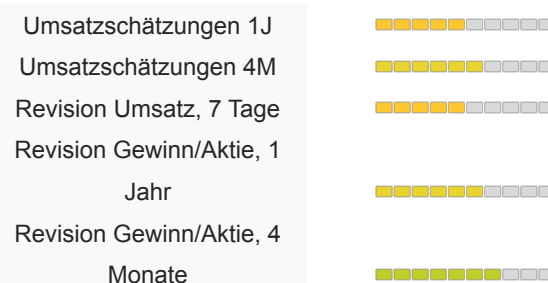 Umsatzschätzungen 1J
Umsatzschätzungen 4M
Revision Umsatz, 7 Tage
Revision Gewinn/Aktie, 1
Jahr
Revision Gewinn/Aktie, 4
Monate